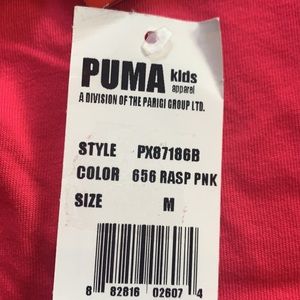 PUMA kids
apparel
A DIVISION OF THE PARIGI GROUP LTD.
STYLE PX87186B
COLOR 656 RASP PNK
SIZE M
8 82816 02607 4